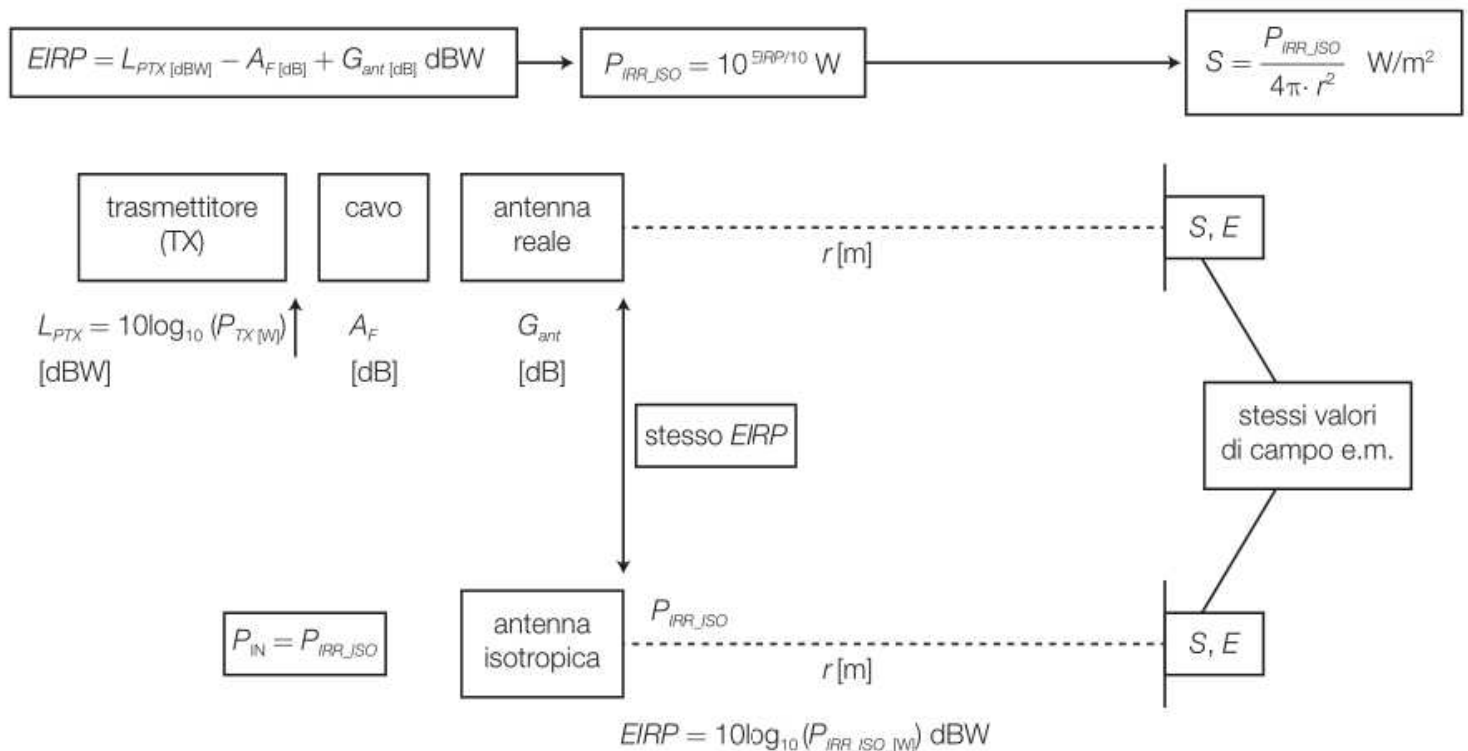 EIRP = L_PTX [dBW] − A_F [dB] + G_ant [dB] dBW
P_IRR_ISO = 10^EIRP/10 W
S = P_IRR_ISO / 4π· r² W/m²
trasmettitore
(TX)
cavo
antenna
reale
r [m]
S, E
L_PTX = 10log₁₀ (P_TX [W])
[dBW]
A_F
[dB]
G_ant
[dB]
stesso EIRP
stessi valori
di campo e.m.
P_IN = P_IRR_ISO
antenna
isotropica
P_IRR_ISO
r [m]
S, E
EIRP = 10log₁₀(P_IRR_ISO [W]) dBW